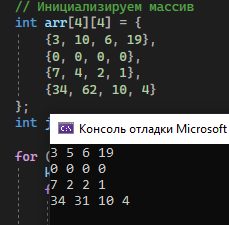 // Инициализируем массив
int arr[4][4] = {
{3, 10, 6, 19},
{0, 0, 0, 0},
{7, 4, 2, 1},
{34, 62, 10, 4}
};
int j
Консоль отладки Microsoft
for (
3 5 6 19
0 0 0 0
7 2 2 1
34 31 10 4